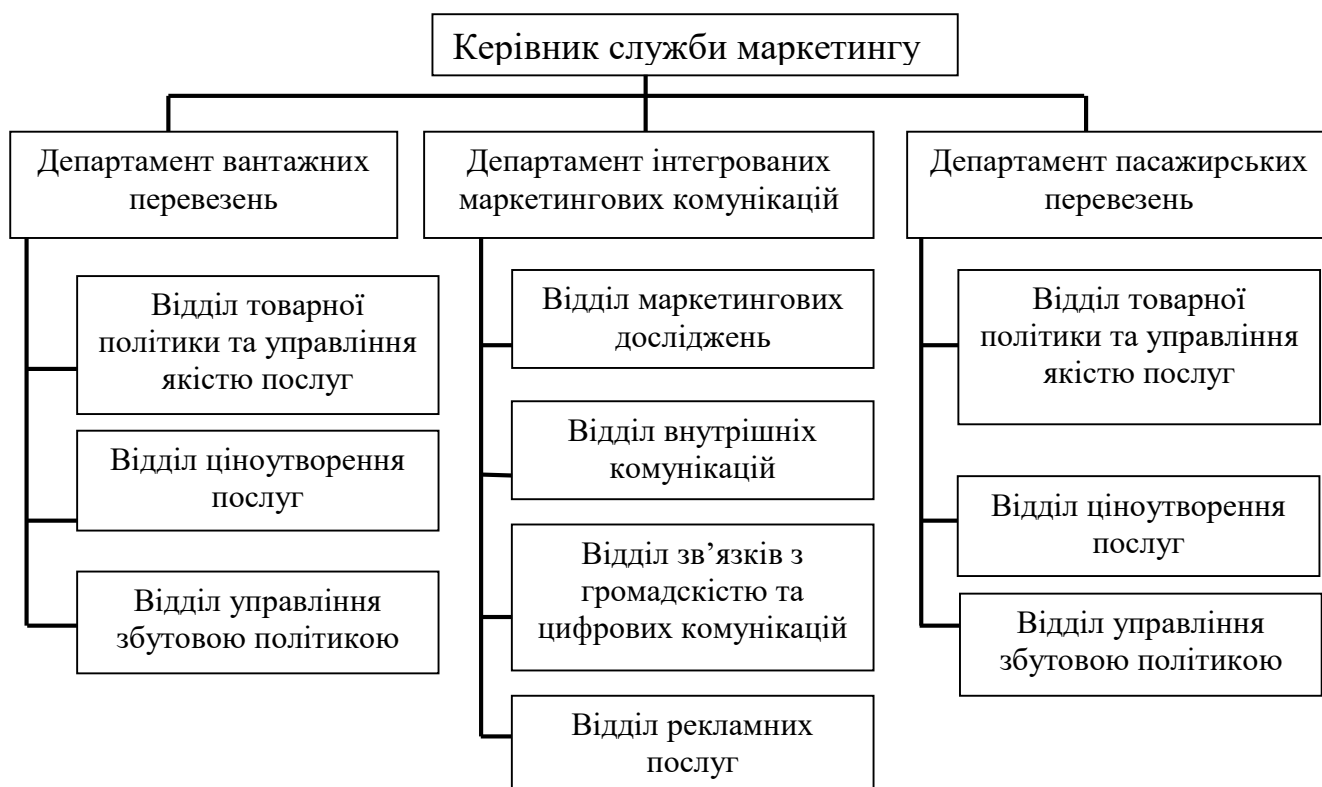 Керівник служби маркетингу
Департамент вантажних
перевезень
Департамент інтегрованих
маркетингових комунікацій
Департамент пасажирських
перевезень
Відділ товарної
політики та управління
якістю послуг
Відділ ціноутворення
послуг
Відділ управління
збутовою політикою
Відділ маркетингових
досліджень
Відділ внутрішніх
комунікацій
Відділ зв’язків з
громадскістю та
цифрових комунікацій
Відділ рекламних
послуг
Відділ товарної
політики та управління
якістю послуг
Відділ ціноутворення
послуг
Відділ управління
збутовою політикою